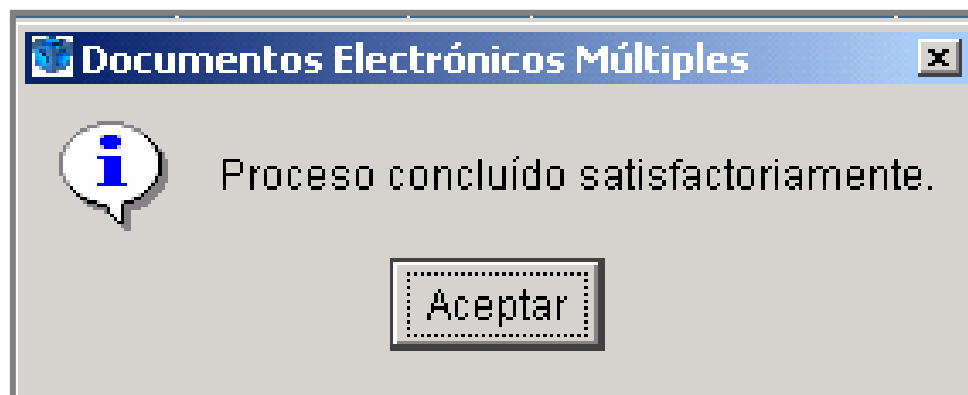 Documentos Electrónicos Múltiples
Proceso concluído satisfactoriamente.
Aceptar